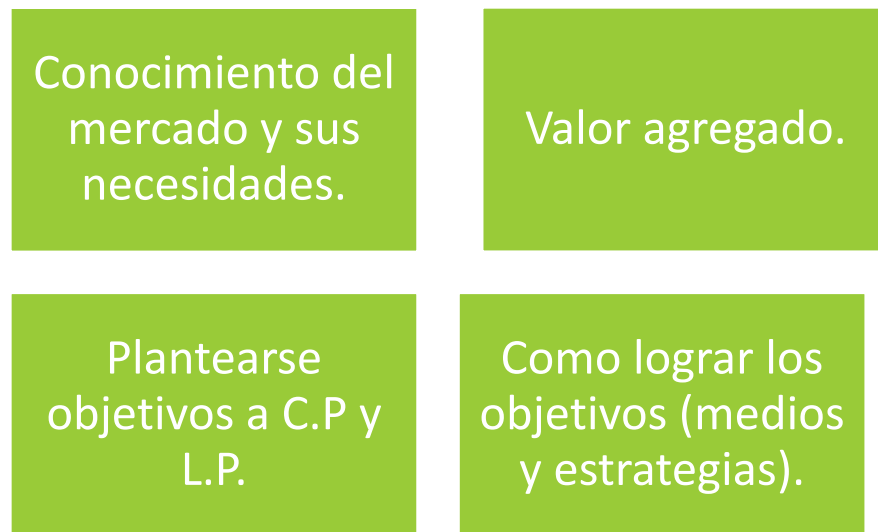 Conocimiento del
mercado y sus
necesidades.
Valor agregado.
Plantearse
objetivos a C.P y
L.P.
Como lograr los
objetivos (medios
y estrategias).